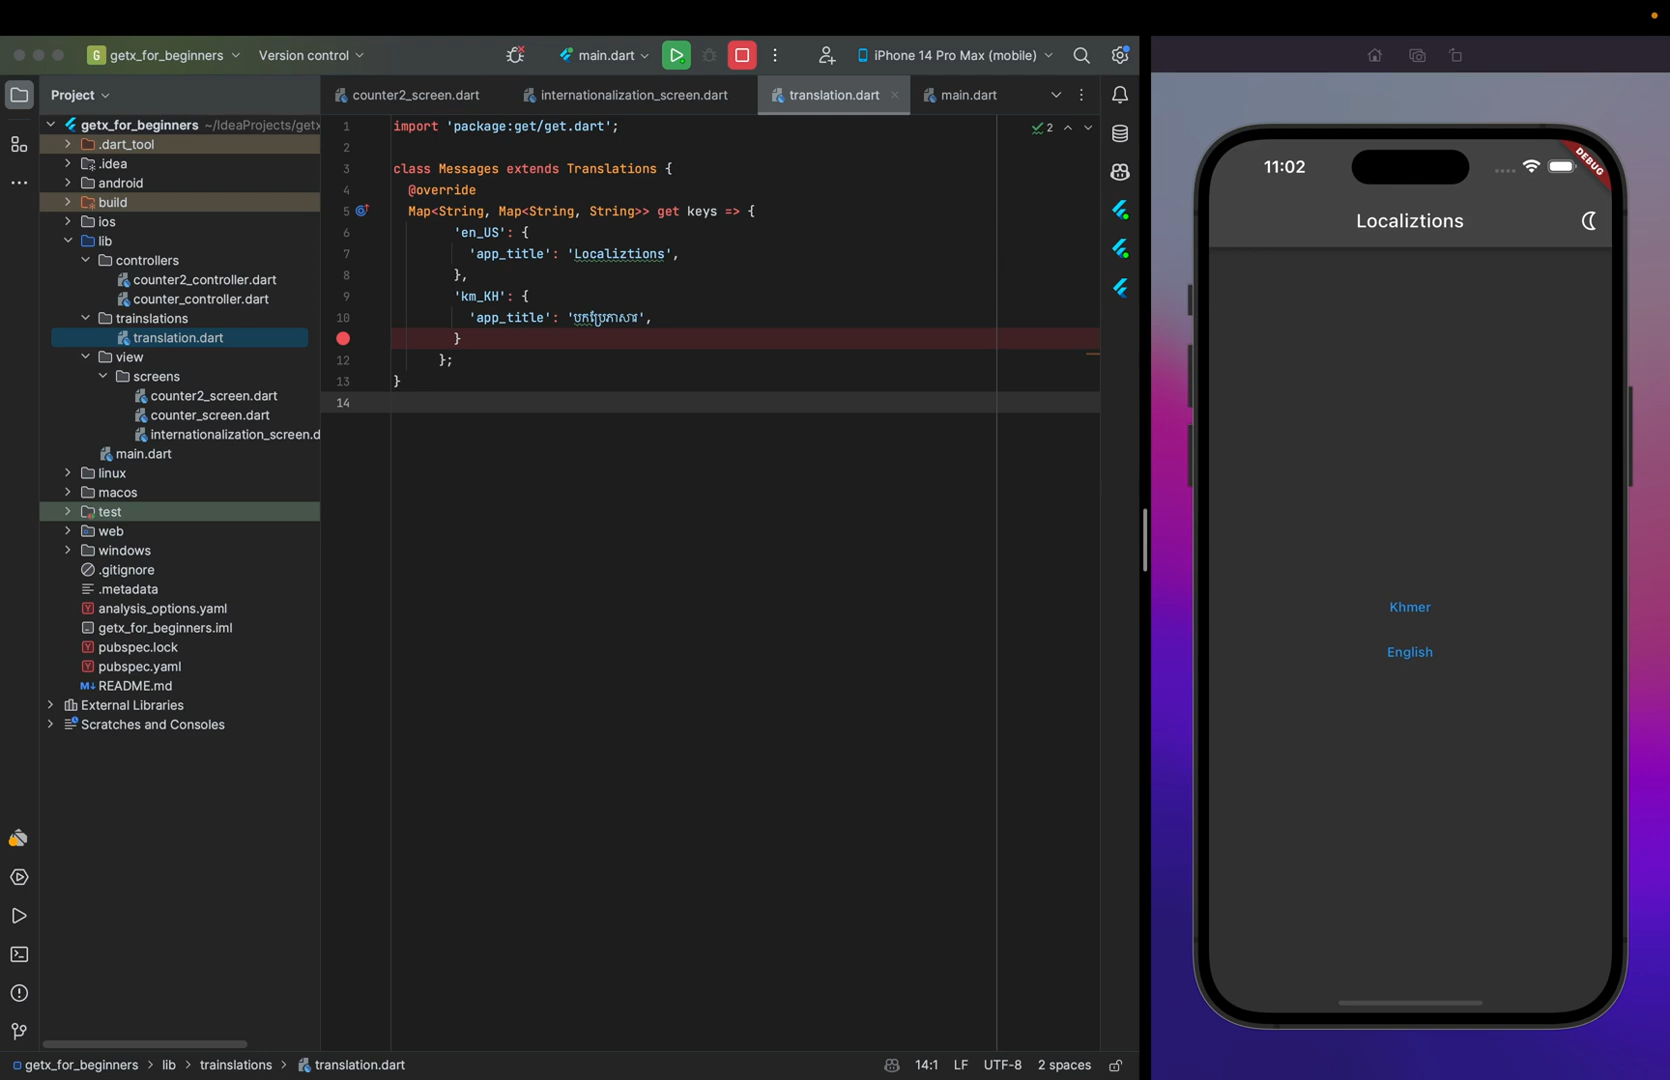 getx_for_beginners
Version control
main.dart
iPhone 14 Pro Max (mobile)
Project
counter2_screen.dart
internationalization_screen.dart
translation.dart
main.dart
getx_for_beginners ~/IdeaProjects/getx
.dart_tool
.idea
android
build
ios
lib
controllers
counter2_controller.dart
counter_controller.dart
trainslations
translation.dart
view
screens
counter2_screen.dart
counter_screen.dart
internationalization_screen.d
main.dart
linux
macos
test
web
windows
.gitignore
.metadata
analysis_options.yaml
getx_for_beginners.iml
pubspec.lock
pubspec.yaml
README.md
External Libraries
Scratches and Consoles
1 import 'package:get/get.dart';
2
3 class Messages extends Translations {
4 @override
5 Map<String, Map<String, String>> get keys => {
6 'en_US': {
7 'app_title': 'Localiztions',
8 },
9 'km_KH': {
10 'app_title': 'បកប្រែភាសារ',
}
12 };
13 }
14
2
11:02
DEBUG
Localiztions
Khmer
English
getx_for_beginners > lib > trainslations > translation.dart
14:1 LF UTF-8 2 spaces